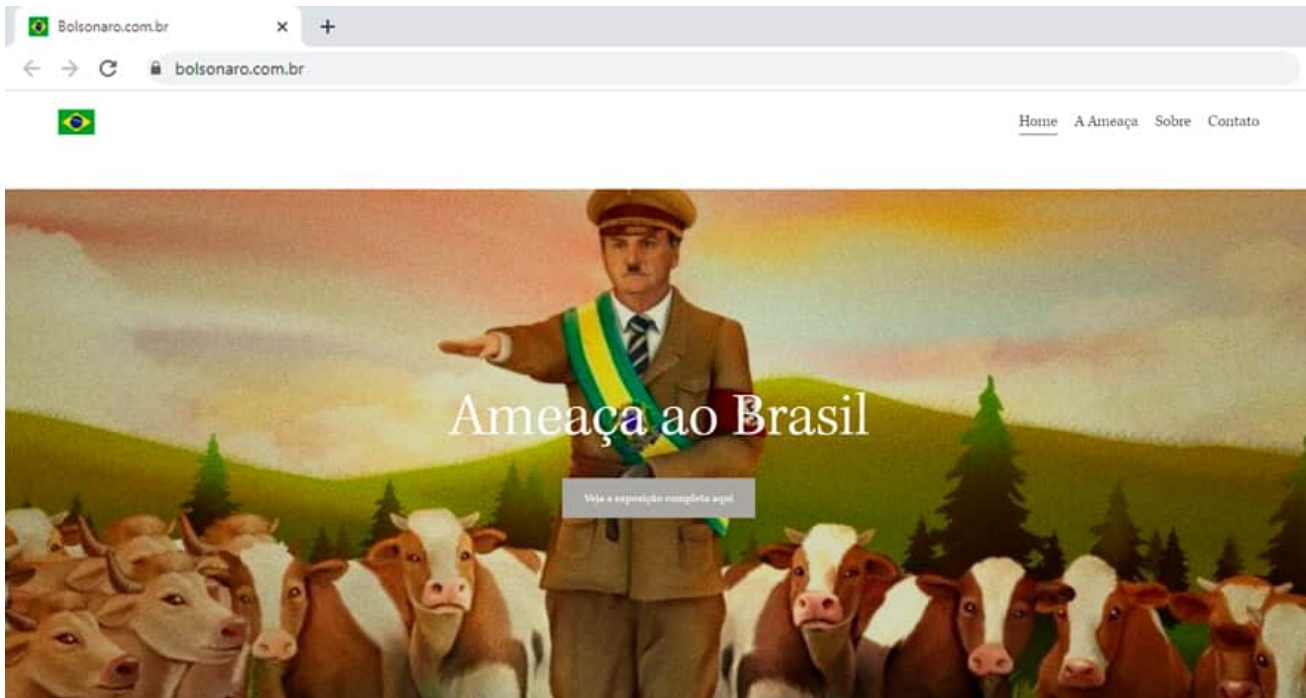 Bolsonaro.com.br
bolsonaro.com.br
Home A Ameaça Sobre Contato
Ameaça ao Brasil
Veja a exposição completa aqui